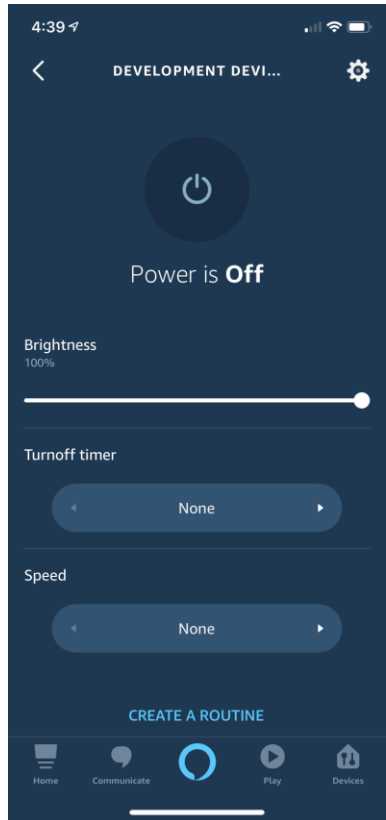 4:39
DEVELOPMENT DEVI...
Power is Off
Brightness
100%
Turnoff timer
None
Speed
None
CREATE A ROUTINE
Home Communicate Play Devices